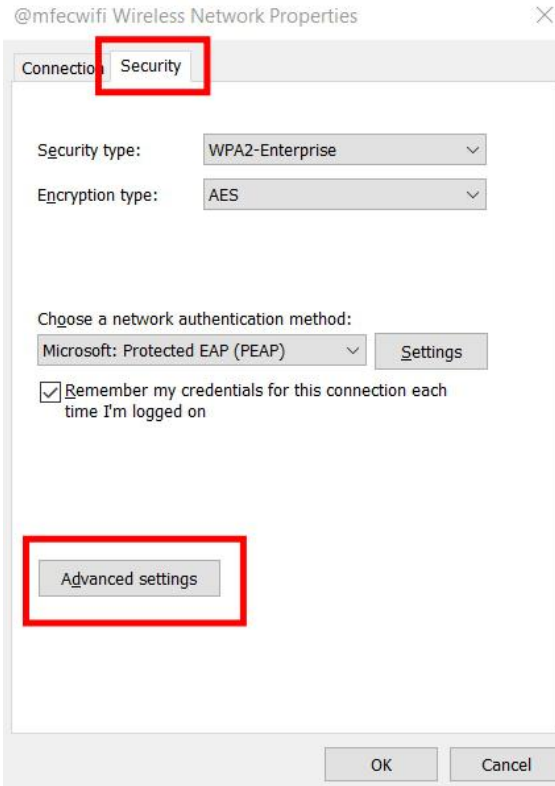 @mfecwifi Wireless Network Properties
Connection Security
Security type: WPA2-Enterprise
Encryption type: AES
Choose a network authentication method:
Microsoft: Protected EAP (PEAP) Settings
Remember my credentials for this connection each
time I'm logged on
Advanced settings
OK Cancel